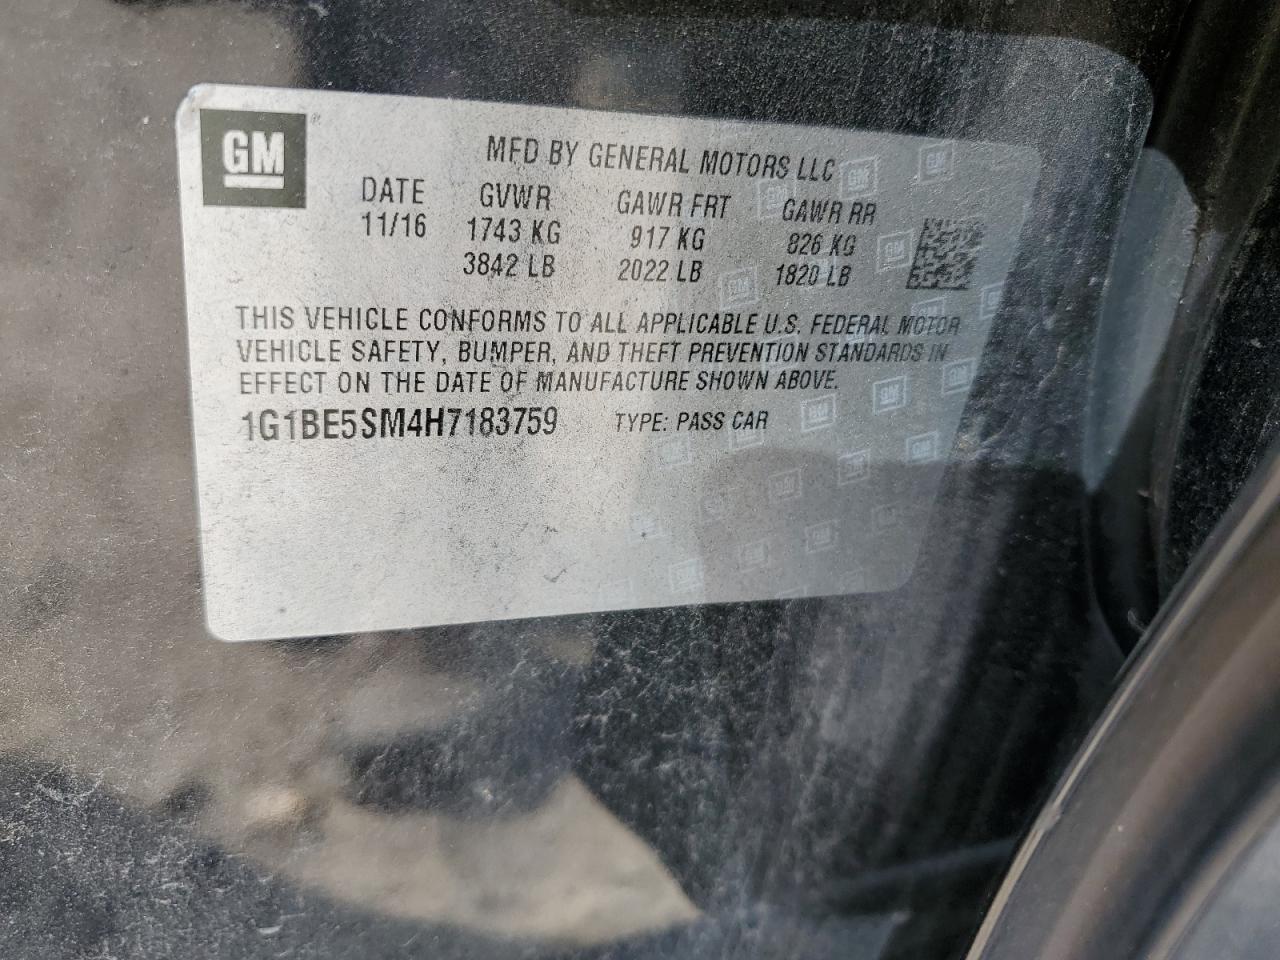 GM
MFD BY GENERAL MOTORS LLC
DATE GVWR GAWR FRT GAWR RR
11/16 1743 KG 917 KG 826 KG
3842 LB 2022 LB 1820 LB
THIS VEHICLE CONFORMS TO ALL APPLICABLE U.S. FEDERAL MOTOR
VEHICLE SAFETY, BUMPER, AND THEFT PREVENTION STANDARDS IN
EFFECT ON THE DATE OF MANUFACTURE SHOWN ABOVE.
1G1BE5SM4H7183759 TYPE: PASS CAR